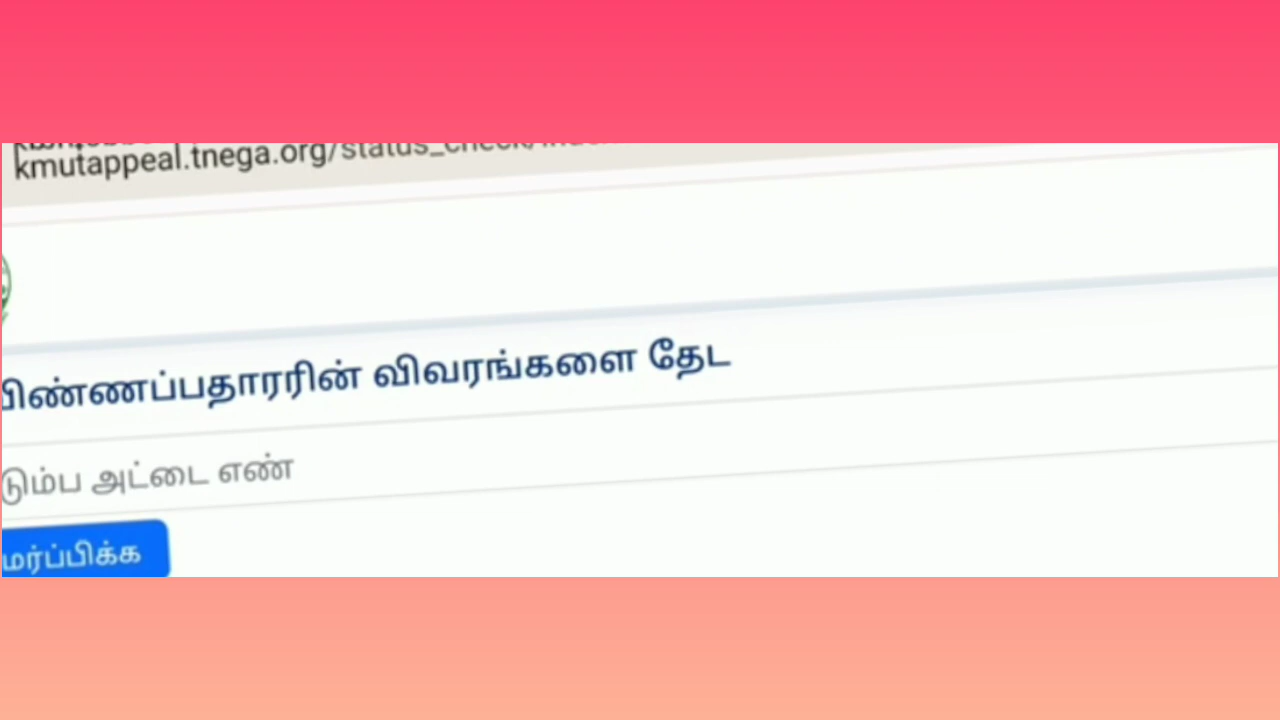 kmutappeal.tnega.org/status_check/
விண்ணப்பதாரரின் விவரங்களை தேட
டும்ப அட்டை எண்
மர்ப்பிக்க